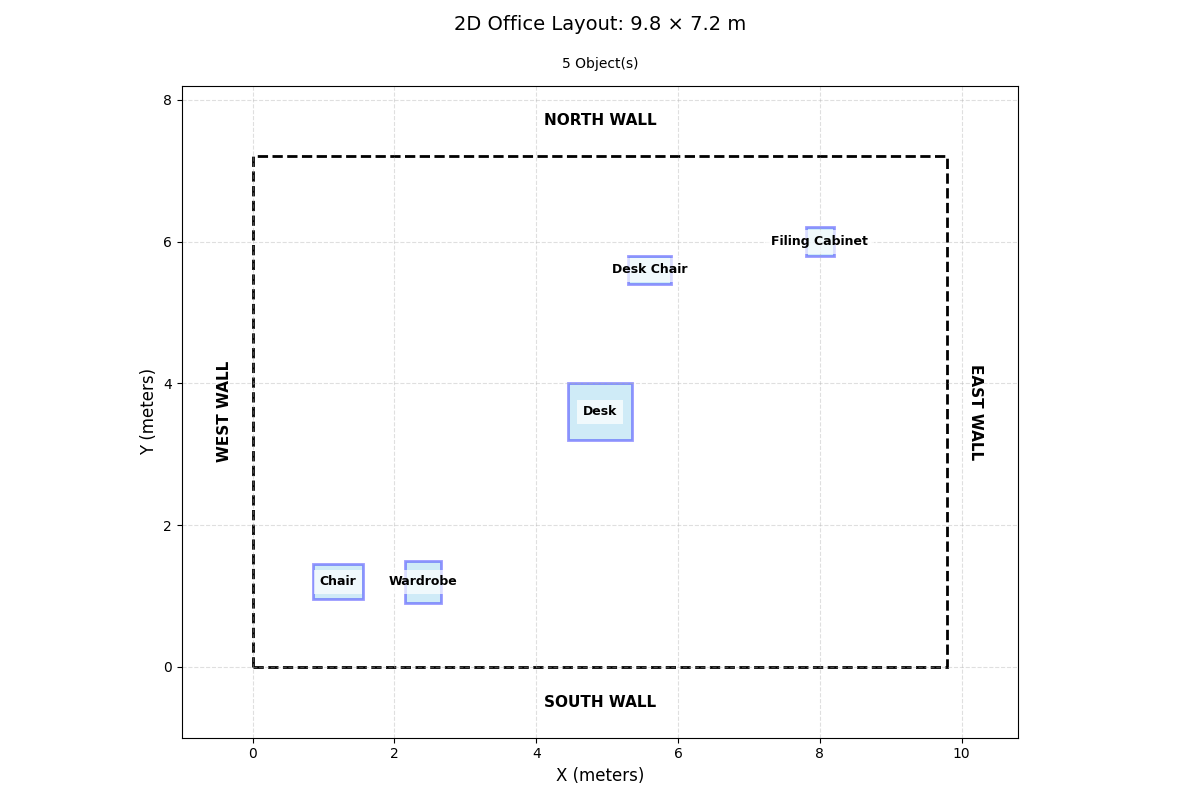 2D Office Layout: 9.8 × 7.2 m
5 Object(s)
8
NORTH WALL
6
Filing Cabinet
Desk Chair
4
WEST WALL
EAST WALL
Y (meters)
Desk
2
Chair
Wardrobe
0
SOUTH WALL
0 2 4 6 8 10
X (meters)